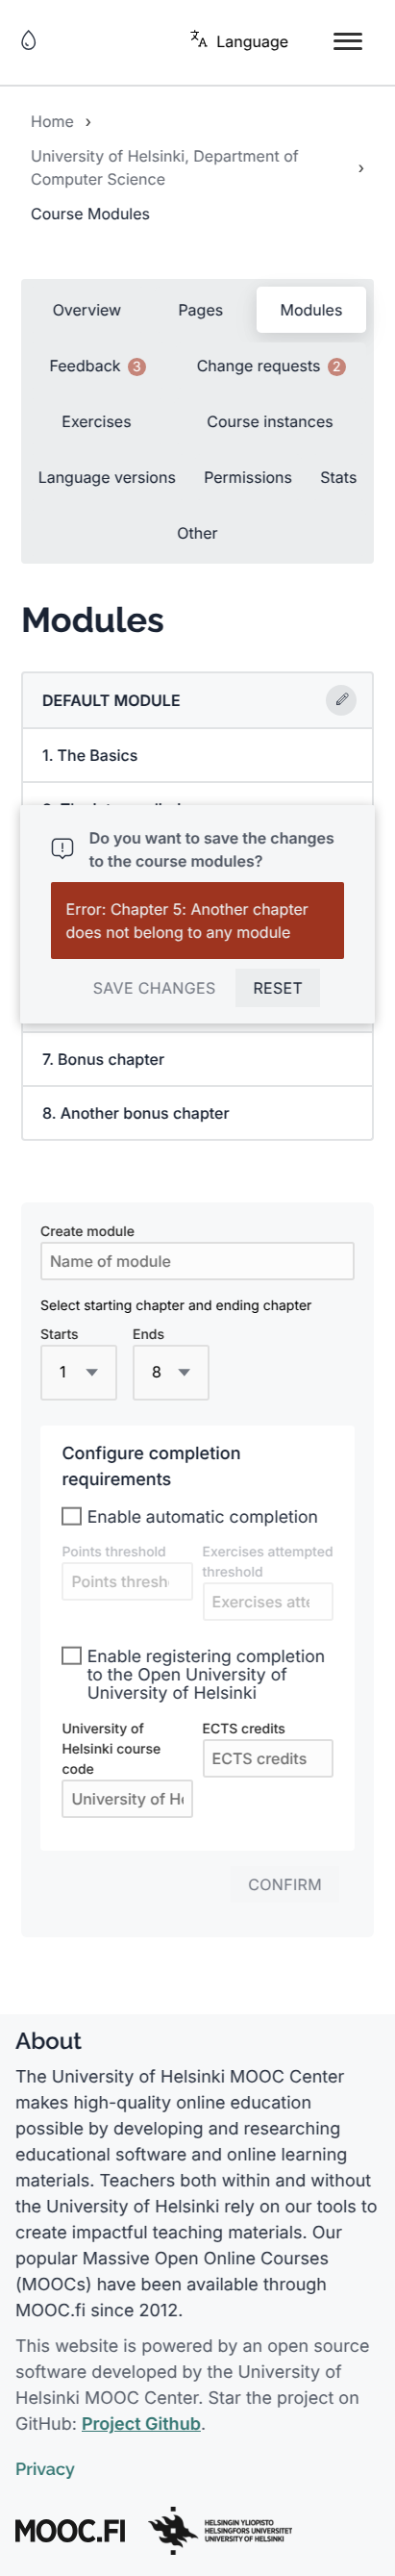 Language
Home ›
University of Helsinki, Department of
Computer Science ›
Course Modules
Overview Pages Modules
Feedback 3 Change requests 2
Exercises Course instances
Language versions Permissions Stats
Other
Modules
DEFAULT MODULE
1. The Basics
Do you want to save the changes
to the course modules?
Error: Chapter 5: Another chapter
does not belong to any module
SAVE CHANGES RESET
7. Bonus chapter
8. Another bonus chapter
Create module
Name of module
Select starting chapter and ending chapter
Starts Ends
1 8
Configure completion
requirements
Enable automatic completion
Points threshold Exercises attempted
threshold
Points thresh
Exercises atte
Enable registering completion
to the Open University of
University of Helsinki
University of
Helsinki course
code
ECTS credits
ECTS credits
University of He
CONFIRM
About
The University of Helsinki MOOC Center
makes high-quality online education
possible by developing and researching
educational software and online learning
materials. Teachers both within and without
the University of Helsinki rely on our tools to
create impactful teaching materials. Our
popular Massive Open Online Courses
(MOOCs) have been available through
MOOC.fi since 2012.
This website is powered by an open source
software developed by the University of
Helsinki MOOC Center. Star the project on
GitHub: Project Github.
Privacy
MOOC.FI
HELSINGIN YLIOPISTO
HELSINGFORS UNIVERSITET
UNIVERSITY OF HELSINKI